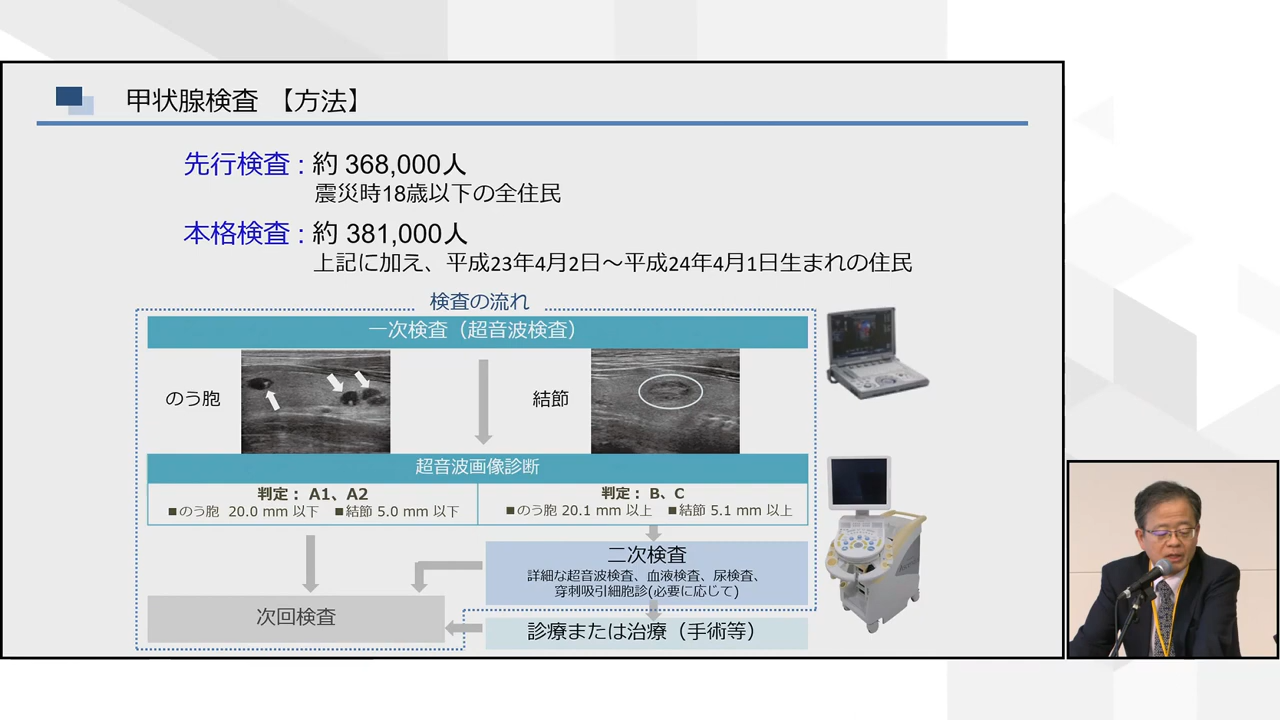 甲状腺検査 【方法】
先行検査 : 約 368,000人
震災時18歳以下の全住民
本格検査 : 約 381,000人
上記に加え、平成23年4月2日～平成24年4月1日生まれの住民
検査の流れ
一次検査（超音波検査）
のう胞
結節
超音波画像診断
判定： A1、A2
■のう胞 20.0 mm 以下 ■結節 5.0 mm 以下
判定： B、C
■のう胞 20.1 mm 以上 ■結節 5.1 mm 以上
二次検査
詳細な超音波検査、血液検査、尿検査、
穿刺吸引細胞診(必要に応じて)
次回検査
診療または治療（手術等）